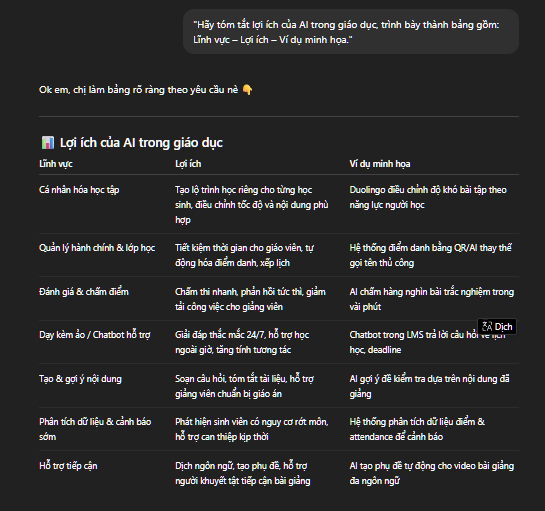 "Hãy tóm tắt lợi ích của AI trong giáo dục, trình bày thành bảng gồm:
Lĩnh vực – Lợi ích – Ví dụ minh họa."
Ok em, chị làm bảng rõ ràng theo yêu cầu nè 👇
📊 Lợi ích của AI trong giáo dục
Lĩnh vực Lợi ích Ví dụ minh họa
Cá nhân hóa học tập Tạo lộ trình học riêng cho từng học Duolingo điều chỉnh độ khó bài tập theo
sinh, điều chỉnh tốc độ và nội dung phù năng lực người học
hợp
Quản lý hành chính & lớp học Tiết kiệm thời gian cho giáo viên, tự Hệ thống điểm danh bằng QR/AI thay thế
động hóa điểm danh, xếp lịch gọi tên thủ công
Đánh giá & chấm điểm Chấm thi nhanh, phản hồi tức thì, giảm AI chấm hàng nghìn bài trắc nghiệm trong
tải công việc cho giảng viên vài phút
Dịch
Dạy kèm ảo / Chatbot hỗ trợ Giải đáp thắc mắc 24/7, hỗ trợ học Chatbot trong LMS trả lời câu hỏi về lịch
ngoài giờ, tăng tính tương tác học, deadline
Tạo & gợi ý nội dung Soạn câu hỏi, tóm tắt tài liệu, hỗ trợ AI gợi ý đề kiểm tra dựa trên nội dung đã
giảng viên chuẩn bị giáo án giảng
Phân tích dữ liệu & cảnh báo Phát hiện sinh viên có nguy cơ rớt môn, Hệ thống phân tích dữ liệu điểm &
sớm hỗ trợ can thiệp kịp thời attendance để cảnh báo
Hỗ trợ tiếp cận Dịch ngôn ngữ, tạo phụ đề, hỗ trợ AI tạo phụ đề tự động cho video bài giảng
người khuyết tật tiếp cận bài giảng đa ngôn ngữ